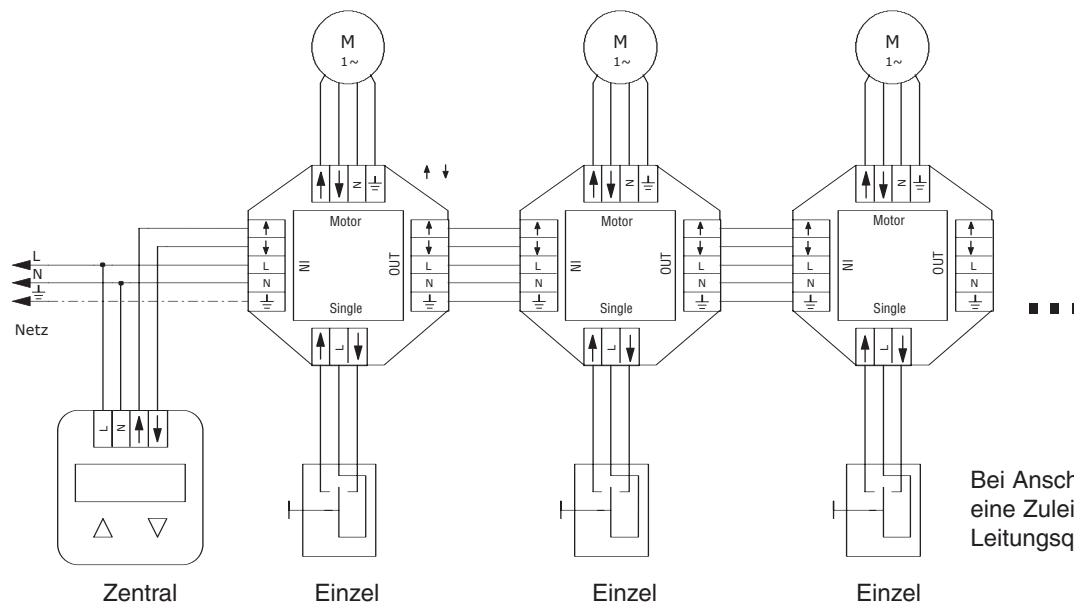 M M M
1~ 1~ 1~
N N N
Motor Motor Motor
L
N
Netz
L IN OUT L L IN OUT L L IN OUT L
N N N N N N
Single Single Single
L L L
L N
Bei Ansch
eine Zulei
Leitungsq
Zentral Einzel Einzel Einzel